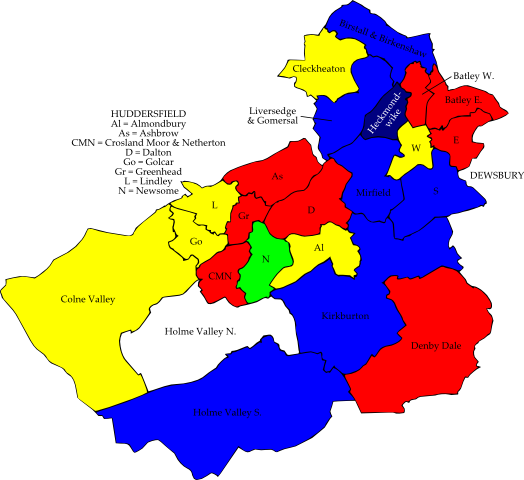 Birstall & Birkenshaw
Cleckheaton
Batley W.
Heckmond-
wike
Batley E.
Liversedge
& Gomersal
HUDDERSFIELD
Al = Almondbury
As = Ashbrow
CMN = Crosland Moor & Netherton
D = Dalton
Go = Golcar
Gr = Greenhead
L = Lindley
N = Newsome
E
W
DEWSBURY
As
Mirfield
S
L
Gr
D
Go
Al
N
CMN
Colne Valley
Kirkburton
Holme Valley N.
Denby Dale
Holme Valley S.